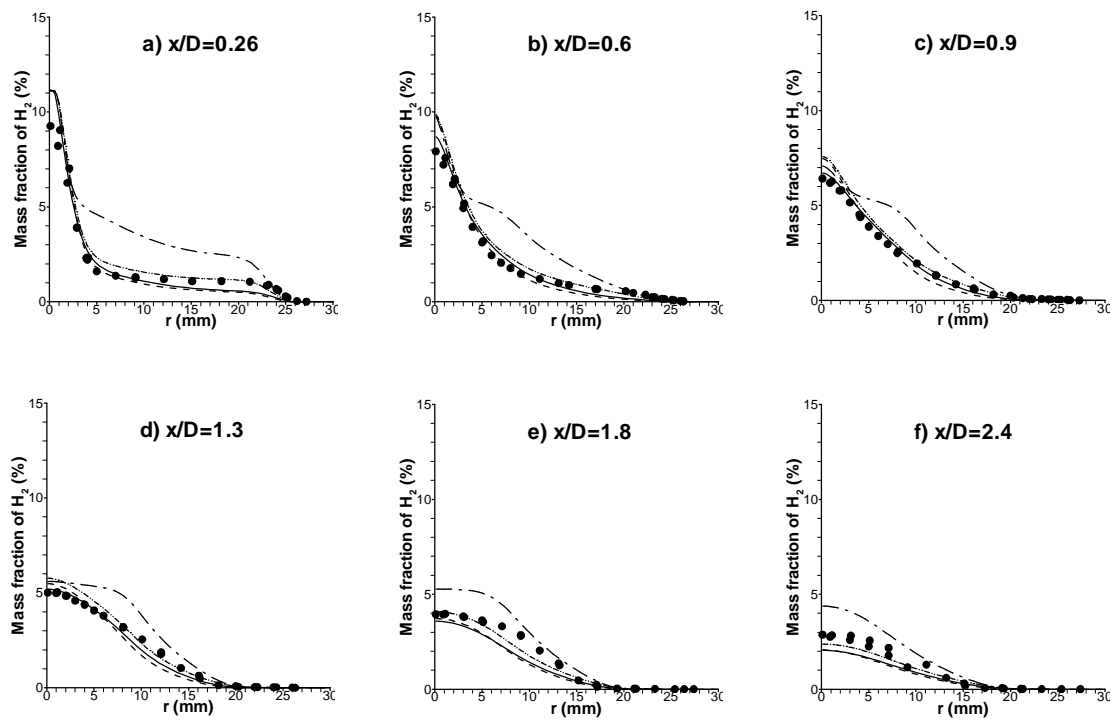 a) x/D=0.26
Mass fraction of H2 (%)
15
10
5
0
0 5 10 15 20 25 30
r (mm)
b) x/D=0.6
Mass fraction of H2 (%)
15
10
5
0
0 5 10 15 20 25 30
r (mm)
c) x/D=0.9
Mass fraction of H2 (%)
15
10
5
0
0 5 10 15 20 25 30
r (mm)
d) x/D=1.3
Mass fraction of H2 (%)
15
10
5
0
0 5 10 15 20 25 30
r (mm)
e) x/D=1.8
Mass fraction of H2 (%)
15
10
5
0
0 5 10 15 20 25 30
r (mm)
f) x/D=2.4
Mass fraction of H2 (%)
15
10
5
0
0 5 10 15 20 25 30
r (mm)